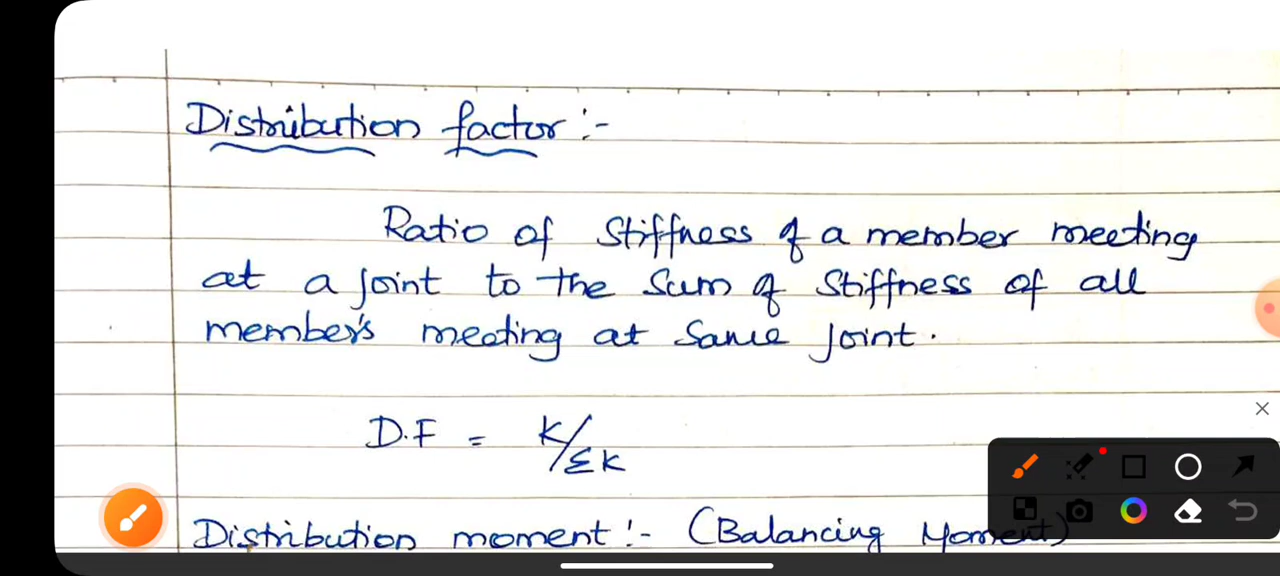 Distribution factor :-
Ratio of Stiffness of a member meeting
at a joint to the Sum of Stiffness of all
member's meeting at Same Joint.
D.F = K/ΣK
Distribution moment :- (Balancing Moment)